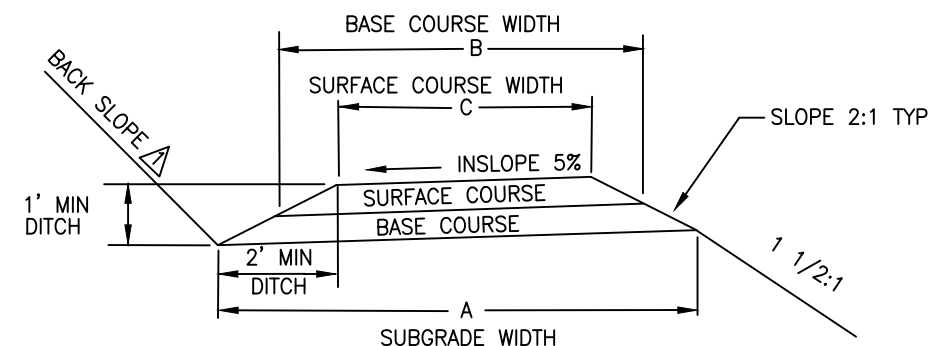 BASE COURSE WIDTH
B
SURFACE COURSE WIDTH
C
BACK SLOPE 1
SLOPE 2:1 TYP
INSLOPE 5%
SURFACE COURSE
BASE COURSE
1' MIN
DITCH
2' MIN
DITCH
1 1/2:1
A
SUBGRADE WIDTH